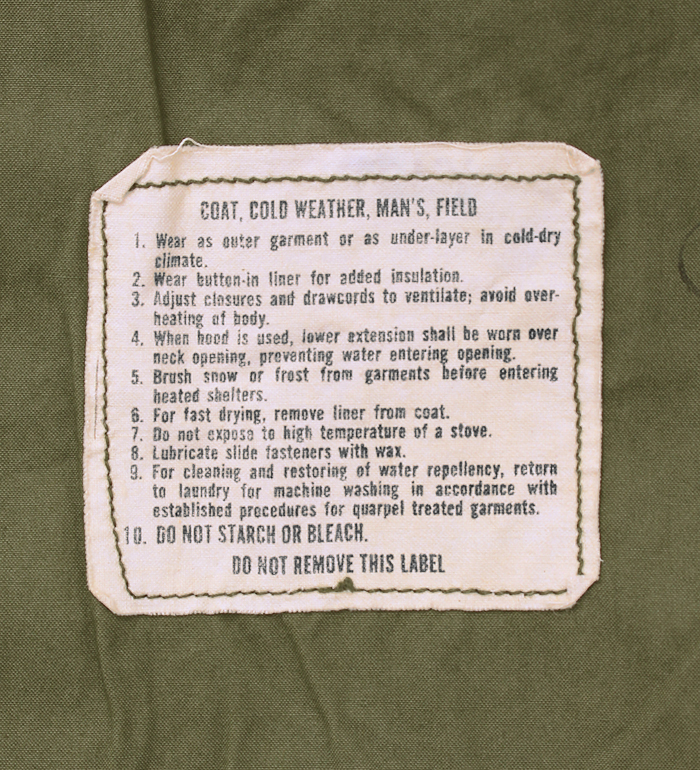 COAT, COLD WEATHER, MAN'S, FIELD
1. Wear as outer garment or as under-layer in cold-dry
climate.
2. Wear button-in liner for added insulation.
3. Adjust closures and drawcords to ventilate; avoid over-
heating of body.
4. When hood is used, lower extension shall be worn over
neck opening, preventing water entering opening.
5. Brush snow or frost from garments before entering
heated shelters.
6. For fast drying, remove liner from coat.
7. Do not expose to high temperature of a stove.
8. Lubricate slide fasteners with wax.
9. For cleaning and restoring of water repellency, return
to laundry for machine washing in accordance with
established procedures for quarpel treated garments.
10. DO NOT STARCH OR BLEACH.
DO NOT REMOVE THIS LABEL